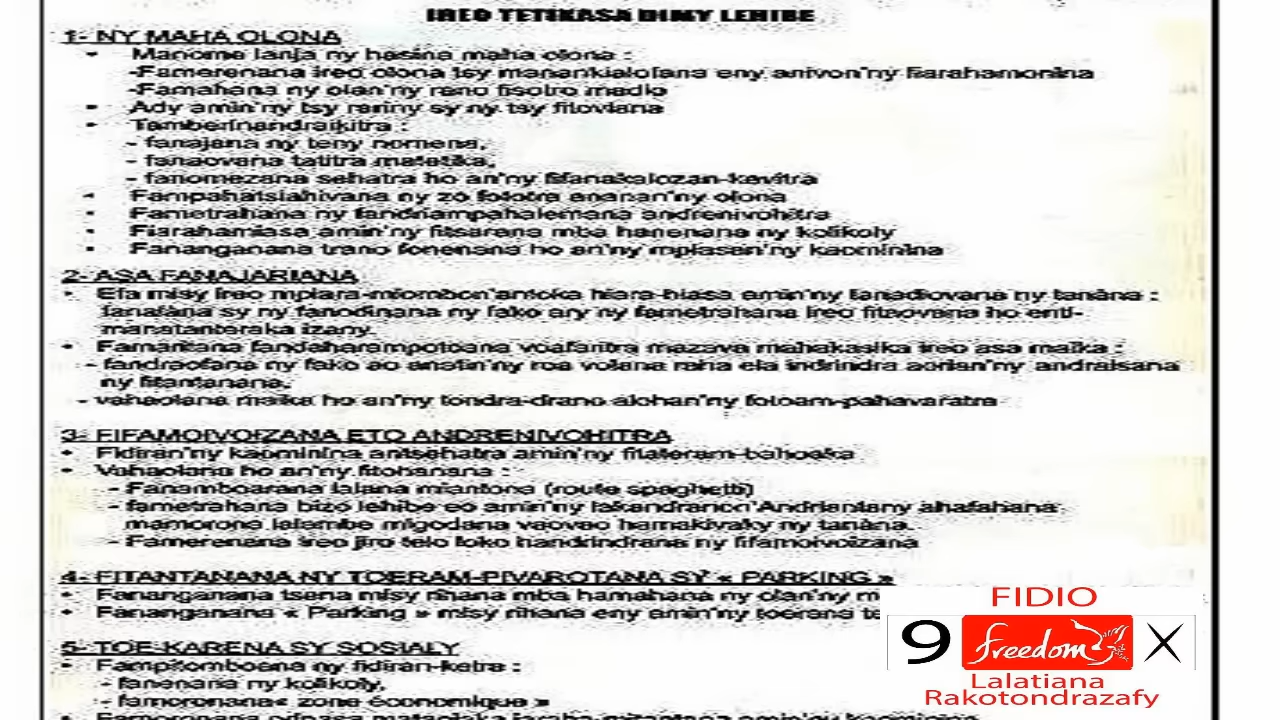 IREO TETIKASA DIMY LEHIBE
1- NY MAHA OLONA
• Manome lanja ny hasina maha olona :
-Famerenana ireo olona tsy manankialofana eny anivon'ny fiarahamonina
-Famahana ny olan'ny rano fisotro madio
• Ady amin'ny tsy rariny sy ny tsy fitoviana
• Tamberinandraikitra :
- fanajana ny teny nomena,
- fanaovana tatitra matetika,
- fanomezana sehatra ho an'ny fifanakalozan-kevitra
• Fampahatsiahivana ny zo fototra ananan'ny olona
• Fametrahana ny fandriampahalemana andrenivohitra
• Fiarahamiasa amin'ny fitsarana mba hanenana ny kolikoly
• Fananganana trano fonenana ho an'ny mpiasan'ny kaominina
2- ASA FANAJARIANA
• Efa misy ireo mpiara-miombon'antoka hiara-hiasa amin'ny fanadiovana ny tanàna :
fanalana sy ny fanodinana ny fako ary ny fametrahana ireo fitaovana ho enti-
manatanteraka izany.
• Famaritana fandaharampotoana voafaritra mazava mahakasika ireo asa maika :
- fandraofana ny fako ao anatin'ny roa volana raha ela indrindra aorian'ny andraisana
ny fitantanana,
- vahaolana maika ho an'ny tondra-drano alohan'ny fotoam-pahavaratra
3- FIFAMOIVOIZANA ETO ANDRENIVOHITRA
• Fidiran'ny kaominina antsehatra amin'ny fitateram-bahoaka
• Vahaolana ho an'ny fitohanana :
- Fanamboarana lalana miantona (route spaghetti)
- fametrahana bizo lehibe eo amin'ny lakandranon'Andriantany ahafahana
mamorona lalambe migodana vaovao hamakivaky ny tanàna.
- Famerenana ireo jiro telo loko handrindrana ny fifamoivoizana
4- FITANTANANA NY TOERAM-PIVAROTANA SY « PARKING »
• Fananganana tsena misy rihana mba hamahana ny olan'ny m
• Fananganana « Parking » misy rihana eny amin'ny toerana
5- TOE-KARENA SY SOSIALY
• Fampitomboana ny fidiran-ketra :
- fanenana ny kolikoly,
- famoronana« zone économique »
FIDIO
9 freedom X
Lalatiana
Rakotondrazafy